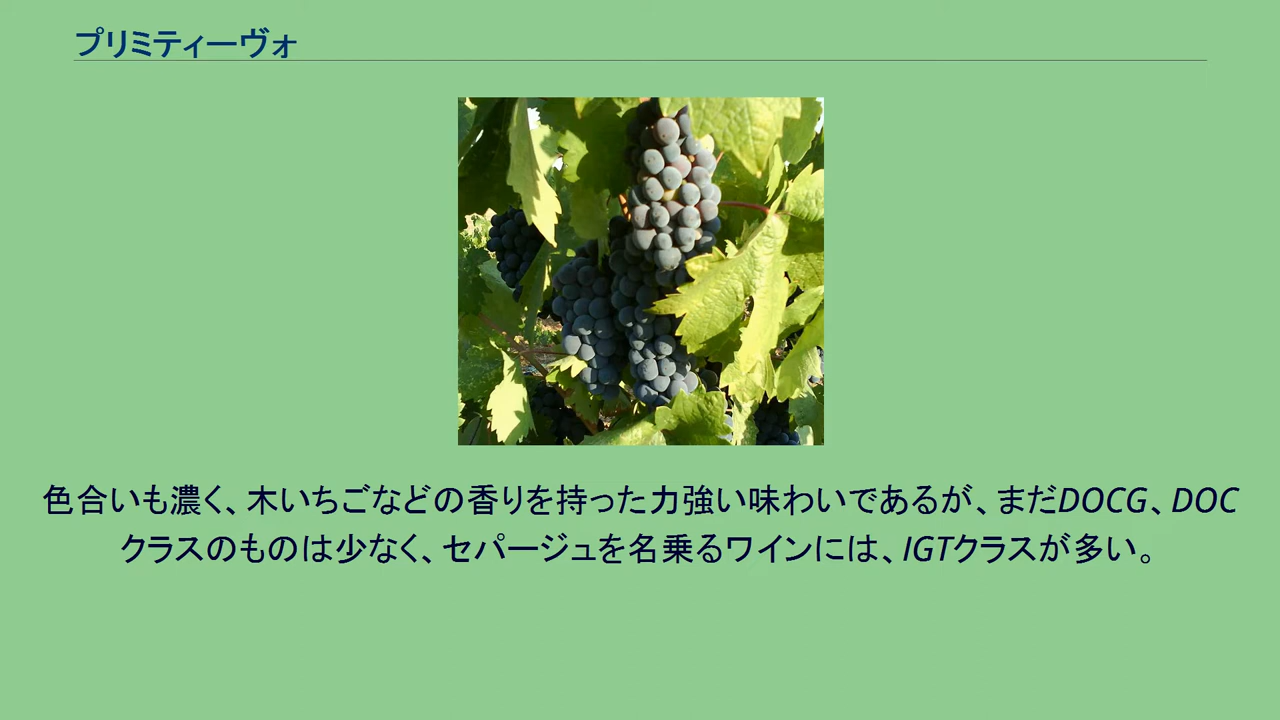 プリミティーヴォ
色合いも濃く、木いちごなどの香りを持った力強い味わいであるが、まだDOCG、DOC
クラスのものは少なく、セパージュを名乗るワインには、IGTクラスが多い。